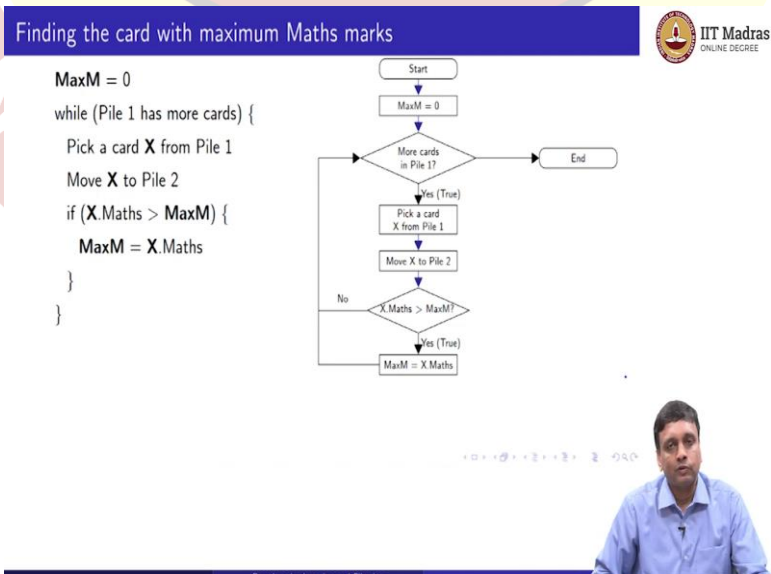 Finding the card with maximum Maths marks
IIT Madras
ONLINE DEGREE
MaxM = 0
while (Pile 1 has more cards) {
Pick a card X from Pile 1
Move X to Pile 2
if (X.Maths > MaxM) {
MaxM = X.Maths
}
}
Start
MaxM = 0
More cards
in Pile 1?
End
Yes (True)
Pick a card
X from Pile 1
Move X to Pile 2
No
X.Maths > MaxM?
Yes (True)
MaxM = X.Maths